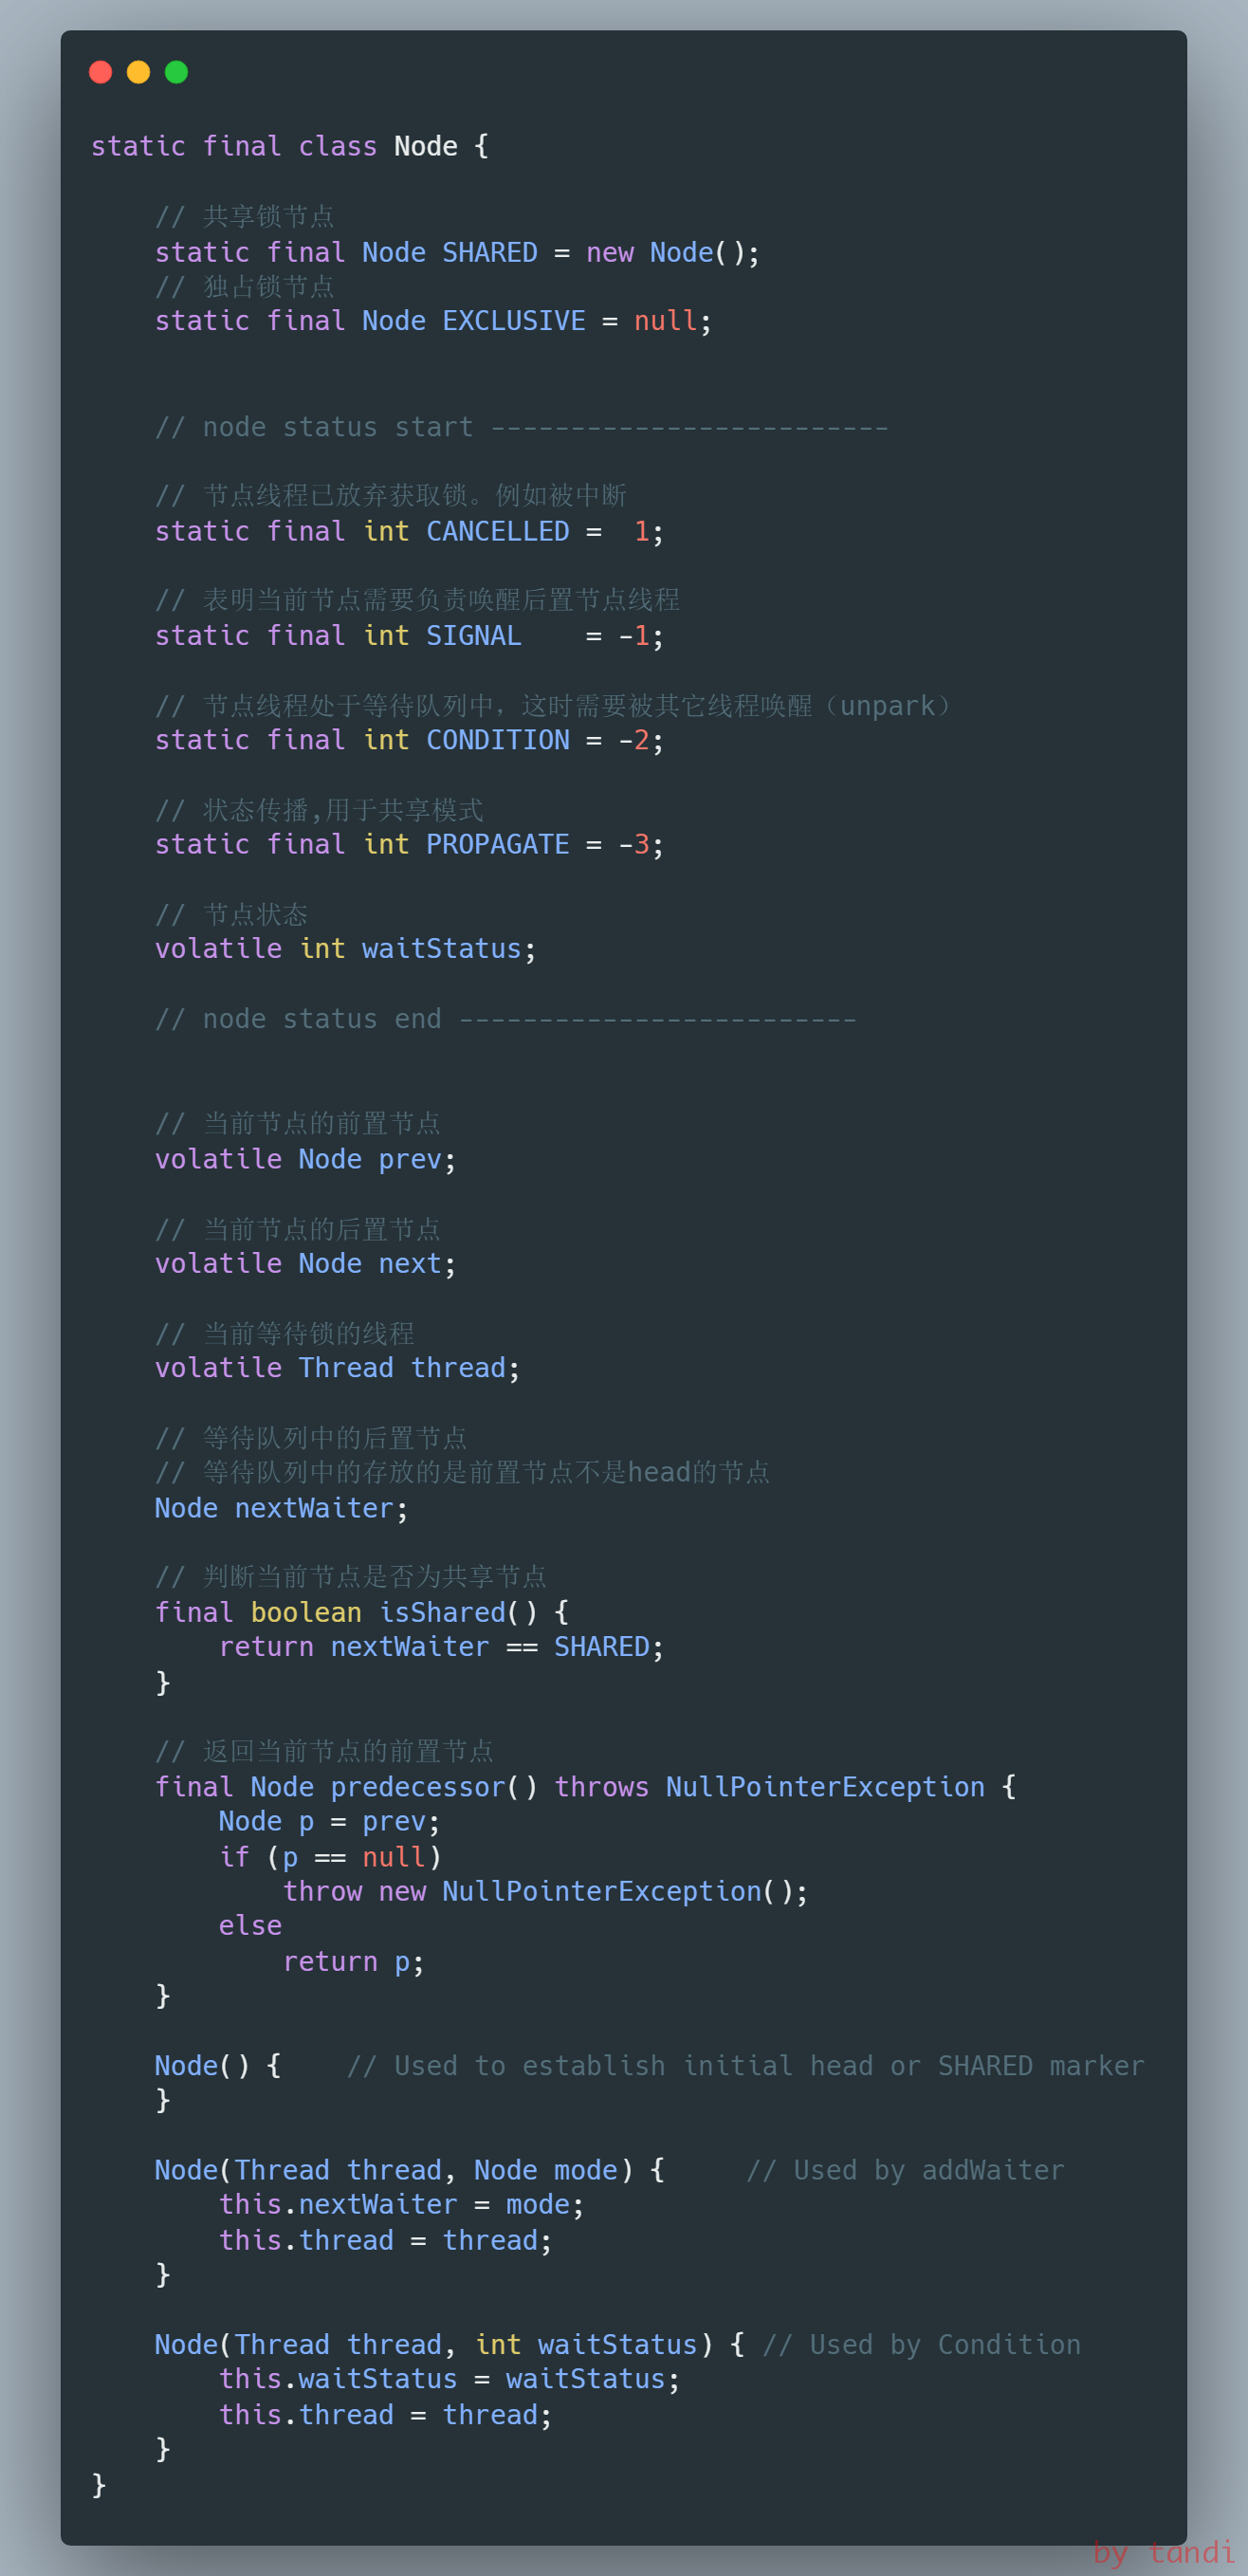 static final class Node {
// 共享锁节点
static final Node SHARED = new Node();
// 独占锁节点
static final Node EXCLUSIVE = null;
// node status start -------------------------
// 节点线程已放弃获取锁。例如被中断
static final int CANCELLED =  1;
// 表明当前节点需要负责唤醒后置节点线程
static final int SIGNAL    = -1;
// 节点线程处于等待队列中，这时需要被其它线程唤醒（unpark）
static final int CONDITION = -2;
// 状态传播,用于共享模式
static final int PROPAGATE = -3;
// 节点状态
volatile int waitStatus;
// node status end -------------------------
// 当前节点的前置节点
volatile Node prev;
// 当前节点的后置节点
volatile Node next;
// 当前等待锁的线程
volatile Thread thread;
// 等待队列中的后置节点
// 等待队列中的存放的是前置节点不是head的节点
Node nextWaiter;
// 判断当前节点是否为共享节点
final boolean isShared() {
return nextWaiter == SHARED;
}
// 返回当前节点的前置节点
final Node predecessor() throws NullPointerException {
Node p = prev;
if (p == null)
throw new NullPointerException();
else
return p;
}
Node() {    // Used to establish initial head or SHARED marker
}
Node(Thread thread, Node mode) {     // Used by addWaiter
this.nextWaiter = mode;
this.thread = thread;
}
Node(Thread thread, int waitStatus) { // Used by Condition
this.waitStatus = waitStatus;
this.thread = thread;
}
}
by tandi